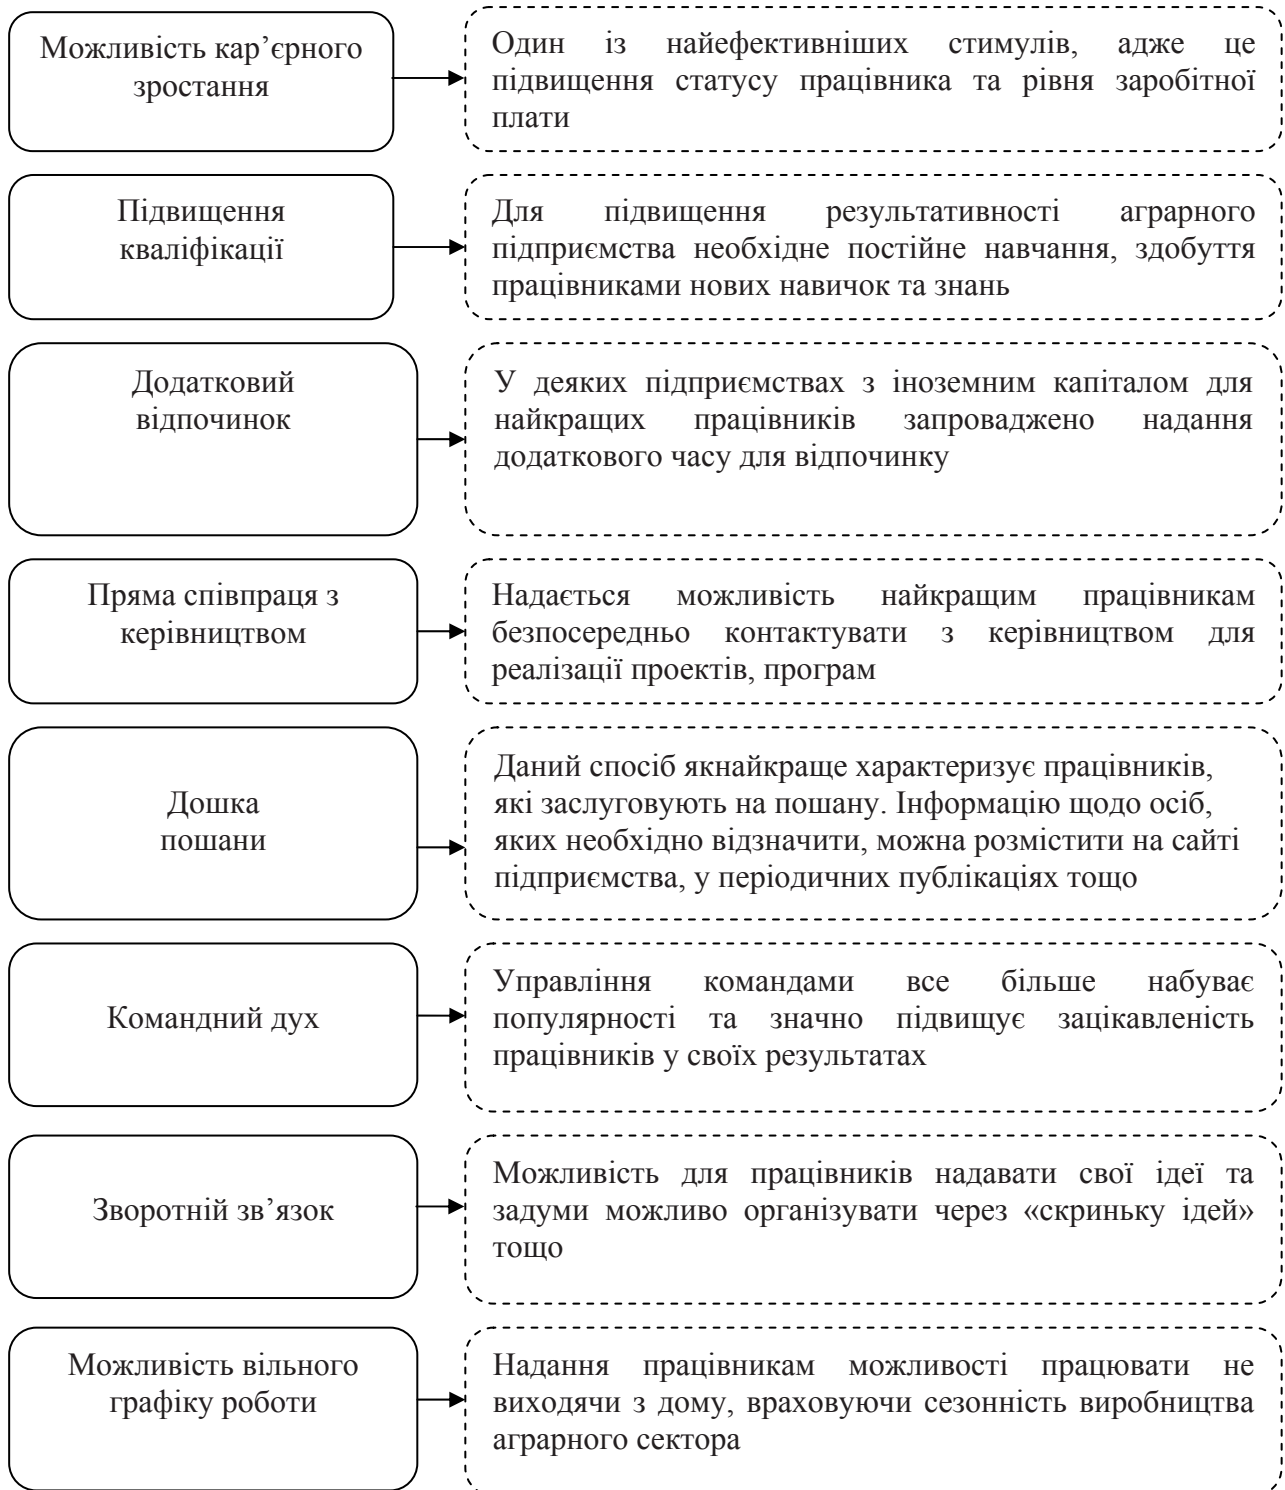 Можливість кар’єрного
зростання
Один із найефективніших стимулів, адже це
підвищення статусу працівника та рівня заробітної
плати
Підвищення
кваліфікації
Для підвищення результативності аграрного
підприємства необхідне постійне навчання, здобуття
працівниками нових навичок та знань
Додатковий
відпочинок
У деяких підприємствах з іноземним капіталом для
найкращих працівників запроваджено надання
додаткового часу для відпочинку
Пряма співпраця з
керівництвом
Надається можливість найкращим працівникам
безпосередньо контактувати з керівництвом для
реалізації проектів, програм
Дошка
пошани
Даний спосіб якнайкраще характеризує працівників,
які заслуговують на пошану. Інформацію щодо осіб,
яких необхідно відзначити, можна розмістити на сайті
підприємства, у періодичних публікаціях тощо
Командний дух
Управління командами все більше набуває
популярності та значно підвищує зацікавленість
працівників у своїх результатах
Зворотній зв’язок
Можливість для працівників надавати свої ідеї та
задуми можливо організувати через «скриньку ідей»
тощо
Можливість вільного
графіку роботи
Надання працівникам можливості працювати не
виходячи з дому, враховуючи сезонність виробництва
аграрного сектора